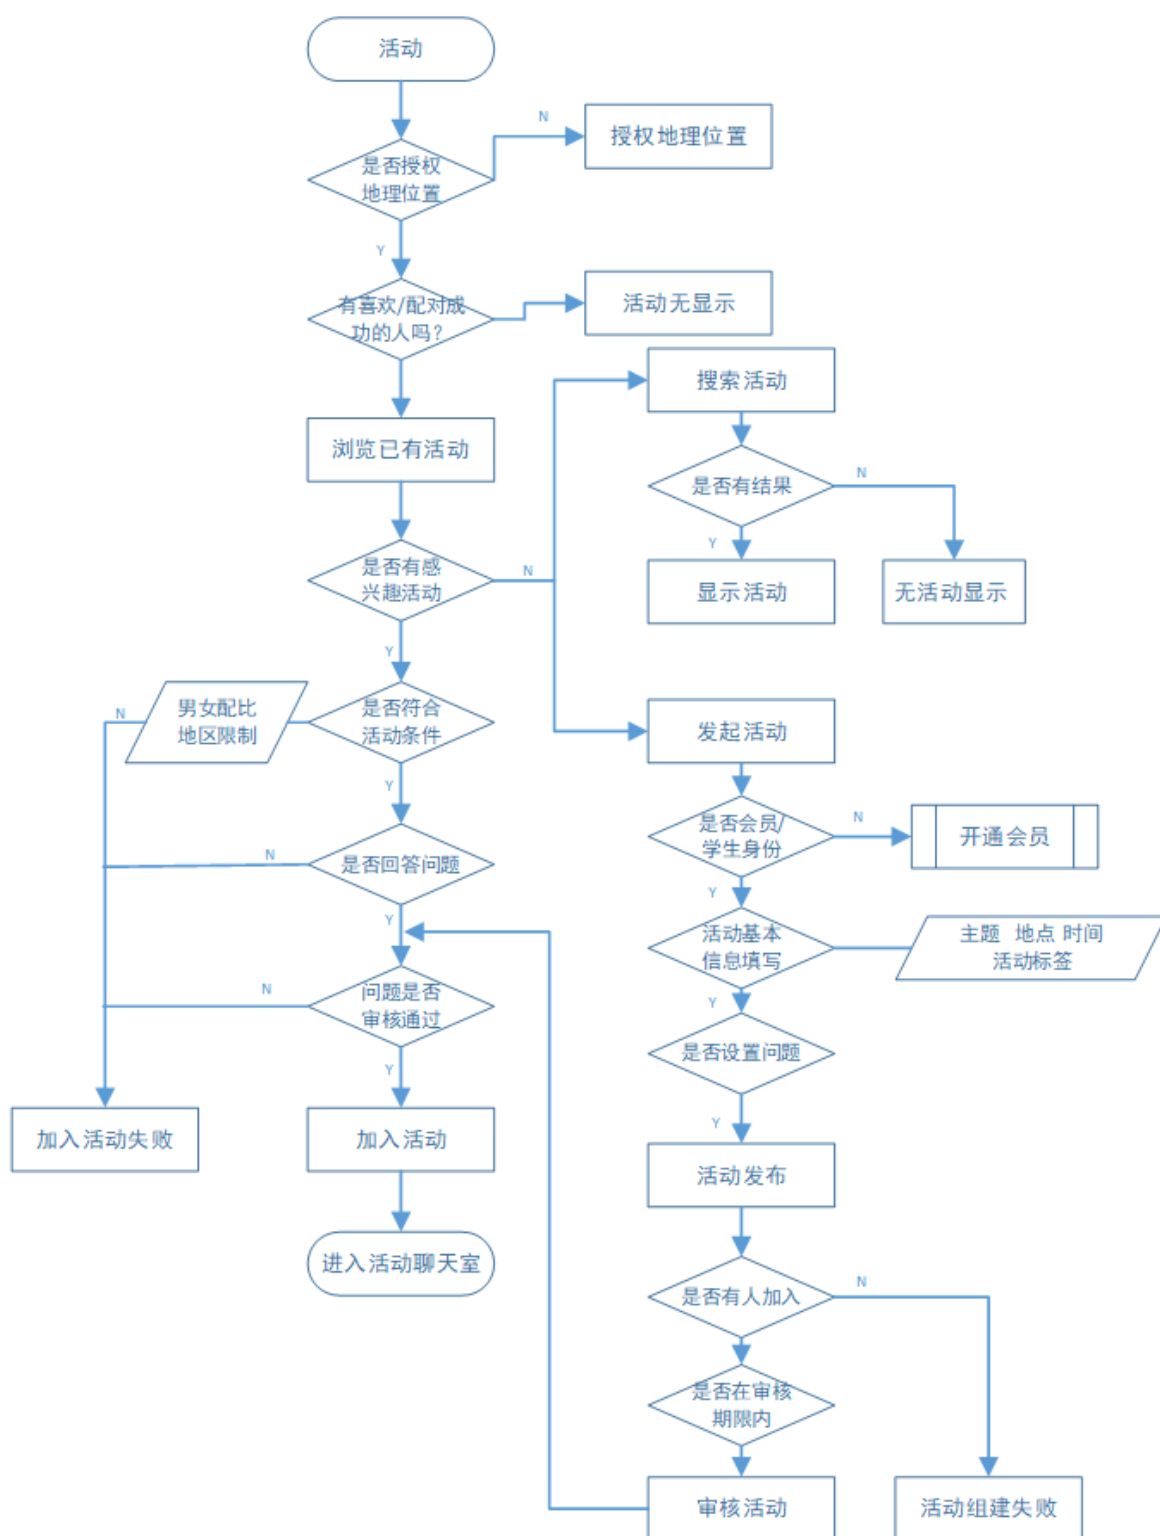 活动
N
授权地理位置
是否授权
地理位置
Y
有喜欢/配对成
功的人吗?
活动无显示
搜索活动
浏览已有活动
是否有结果
N
Y
是否有感
兴趣活动
N
显示活动
无活动显示
Y
男女配比
地区限制
N
是否符合
活动条件
发起活动
Y
是否会员/
学生身份
N
开通会员
是否回答问题
N
Y
Y
活动基本
信息填写
主题 地点 时间
活动标签
问题是否
审核通过
N
Y
是否设置问题
Y
Y
加入活动失败
加入活动
活动发布
进入活动聊天室
是否有人加入
N
是否在审核
期限内
审核活动
活动组建失败